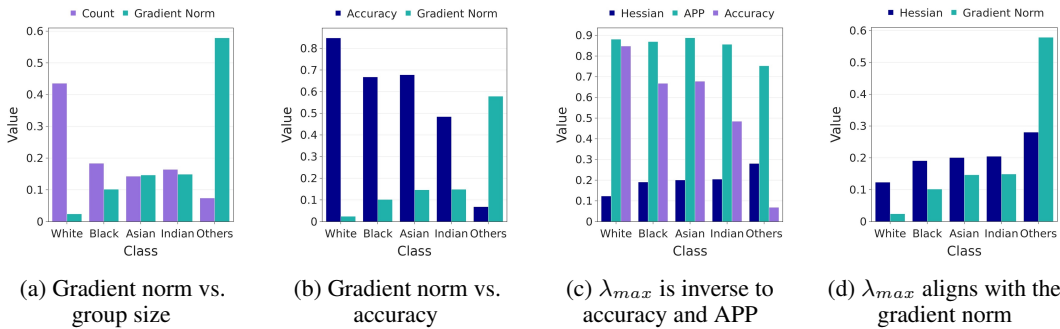 Count Gradient Norm
0.6
0.5
0.4
0.3
0.2
0.1
0
Value
White Black Asian Indian Others
Class
(a) Gradient norm vs.
group size
Accuracy Gradient Norm
0.8
0.7
0.6
0.5
0.4
0.3
0.2
0.1
0
Value
White Black Asian Indian Others
Class
(b) Gradient norm vs.
accuracy
Hessian APP Accuracy
0.9
0.8
0.7
0.6
0.5
0.4
0.3
0.2
0.1
0
Value
White Black Asian Indian Others
Class
(c) λmax is inverse to
accuracy and APP
Hessian Gradient Norm
0.6
0.5
0.4
0.3
0.2
0.1
0
Value
White Black Asian Indian Others
Class
(d) λmax aligns with the
gradient norm